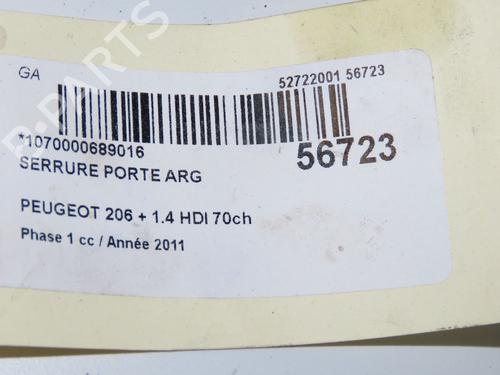 B-PARTS
GA
52722001 56723
*1070000689016
56723
SERRURE PORTE ARG
PEUGEOT 206 + 1.4 HDI 70ch
Phase 1 cc / Année 2011